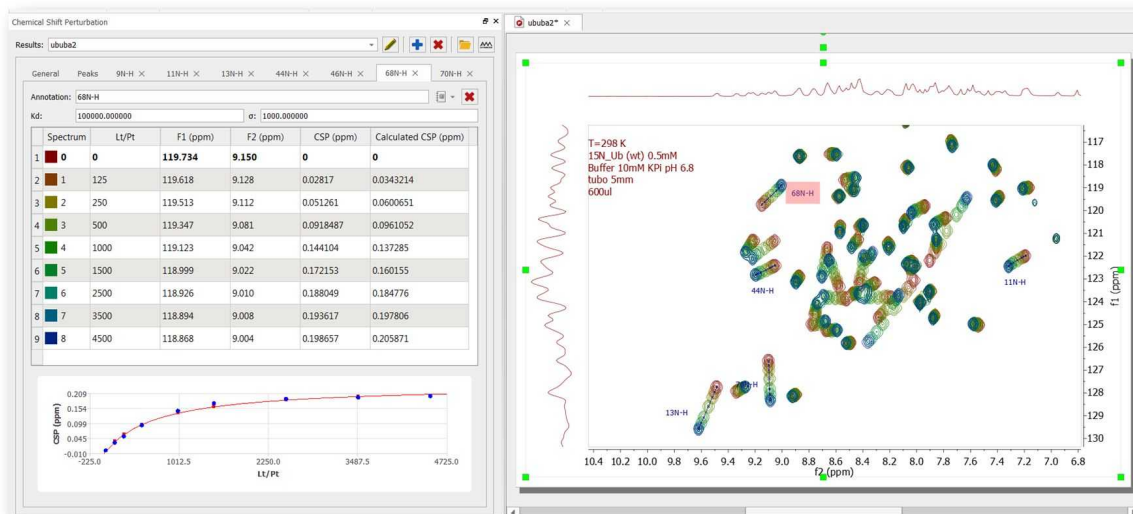 Chemical Shift Perturbation
Results: ububa2
General Peaks 9N-H 11N-H 13N-H 44N-H 46N-H 68N-H 70N-H
Annotation: 68N-H
Kd: 100000.000000 σ: 1000.000000
Spectrum Lt/Pt F1 (ppm) F2 (ppm) CSP (ppm) Calculated CSP (ppm)
1 0 0 119.734 9.150 0 0
2 1 125 119.618 9.128 0.02817 0.0343214
3 2 250 119.513 9.112 0.051261 0.0600651
4 3 500 119.347 9.081 0.0918487 0.0961052
5 4 1000 119.123 9.042 0.144104 0.137285
6 5 1500 118.999 9.022 0.172153 0.160155
7 6 2500 118.926 9.010 0.188049 0.184776
8 7 3500 118.894 9.008 0.193617 0.197806
9 8 4500 118.868 9.004 0.198657 0.205871
CSP (ppm)
0.209
0.154
0.099
0.045
-0.010
-225.0 1012.5 2250.0 3487.5 4725.0
Lt/Pt
ububa2*
T=298 K
15N_Ub (wt) 0.5mM
Buffer 10mM KPi pH 6.8
tubo 5mm
600ul
68N-H
44N-H
11N-H
13N-H
117
118
119
120
121
122
123
124
125
126
127
128
129
130
f1 (ppm)
10.4 10.2 10.0 9.8 9.6 9.4 9.2 9.0 8.8 8.6 8.4 8.2 8.0 7.8 7.6 7.4 7.2 7.0 6.8
f2 (ppm)